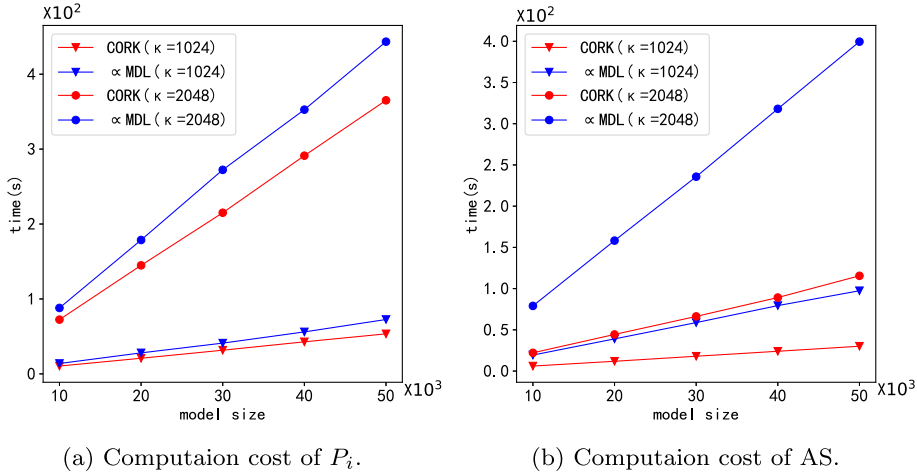 X10²
4
3
2
1
0
time(s)
CORK(κ=1024)
∝MDL(κ=1024)
CORK(κ=2048)
∝MDL(κ=2048)
10 20 30 40 50 X10³
model size
(a) Computaion cost of Pᵢ.
X10²
4.0
3.5
3.0
2.5
2.0
1.5
1.0
0.5
0.0
time(s)
CORK(κ=1024)
∝MDL(κ=1024)
CORK(κ=2048)
∝MDL(κ=2048)
10 20 30 40 50 X10³
model size
(b) Computaion cost of AS.